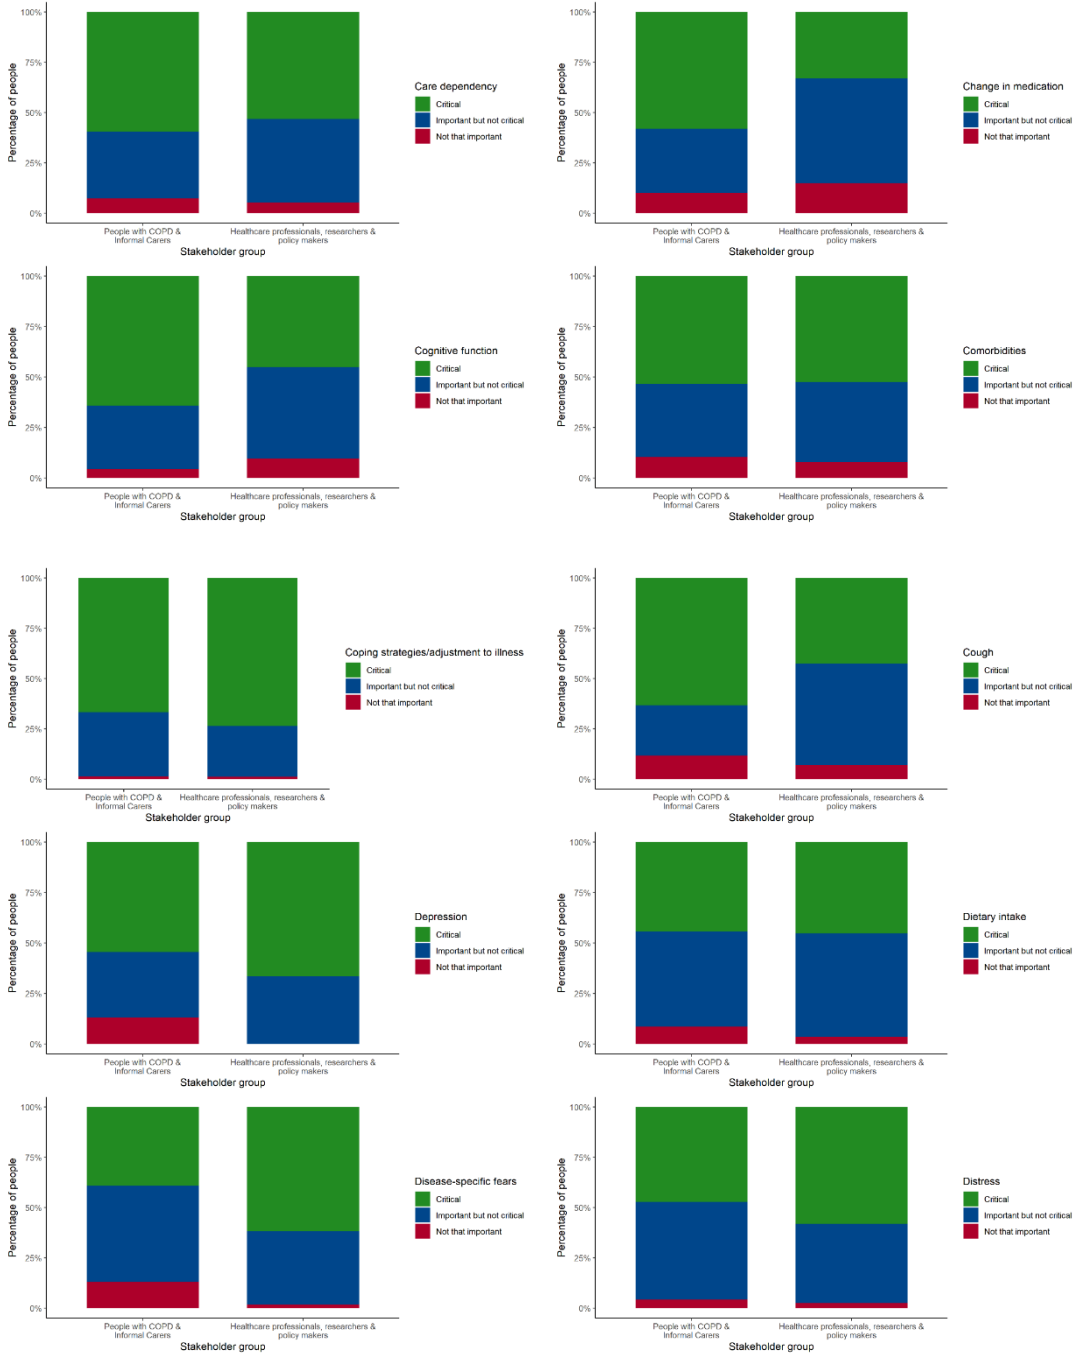 100%
75%
50%
25%
0%
Percentage of people
People with COPD &
Informal Carers
Healthcare professionals, researchers &
policy makers
Stakeholder group
Care dependency
Critical
Important but not critical
Not that important
100%
75%
50%
25%
0%
Percentage of people
People with COPD &
Informal Carers
Healthcare professionals, researchers &
policy makers
Stakeholder group
Change in medication
Critical
Important but not critical
Not that important
100%
75%
50%
25%
0%
Percentage of people
People with COPD &
Informal Carers
Healthcare professionals, researchers &
policy makers
Stakeholder group
Cognitive function
Critical
Important but not critical
Not that important
100%
75%
50%
25%
0%
Percentage of people
People with COPD &
Informal Carers
Healthcare professionals, researchers &
policy makers
Stakeholder group
Comorbidities
Critical
Important but not critical
Not that important
100%
75%
50%
25%
0%
Percentage of people
People with COPD &
Informal Carers
Healthcare professionals, researchers &
policy makers
Stakeholder group
Coping strategies/adjustment to illness
Critical
Important but not critical
Not that important
100%
75%
50%
25%
0%
Percentage of people
People with COPD &
Informal Carers
Healthcare professionals, researchers &
policy makers
Stakeholder group
Cough
Critical
Important but not critical
Not that important
100%
75%
50%
25%
0%
Percentage of people
People with COPD &
Informal Carers
Healthcare professionals, researchers &
policy makers
Stakeholder group
Depression
Critical
Important but not critical
Not that important
100%
75%
50%
25%
0%
Percentage of people
People with COPD &
Informal Carers
Healthcare professionals, researchers &
policy makers
Stakeholder group
Dietary intake
Critical
Important but not critical
Not that important
100%
75%
50%
25%
0%
Percentage of people
People with COPD &
Informal Carers
Healthcare professionals, researchers &
policy makers
Stakeholder group
Disease-specific fears
Critical
Important but not critical
Not that important
100%
75%
50%
25%
0%
Percentage of people
People with COPD &
Informal Carers
Healthcare professionals, researchers &
policy makers
Stakeholder group
Distress
Critical
Important but not critical
Not that important